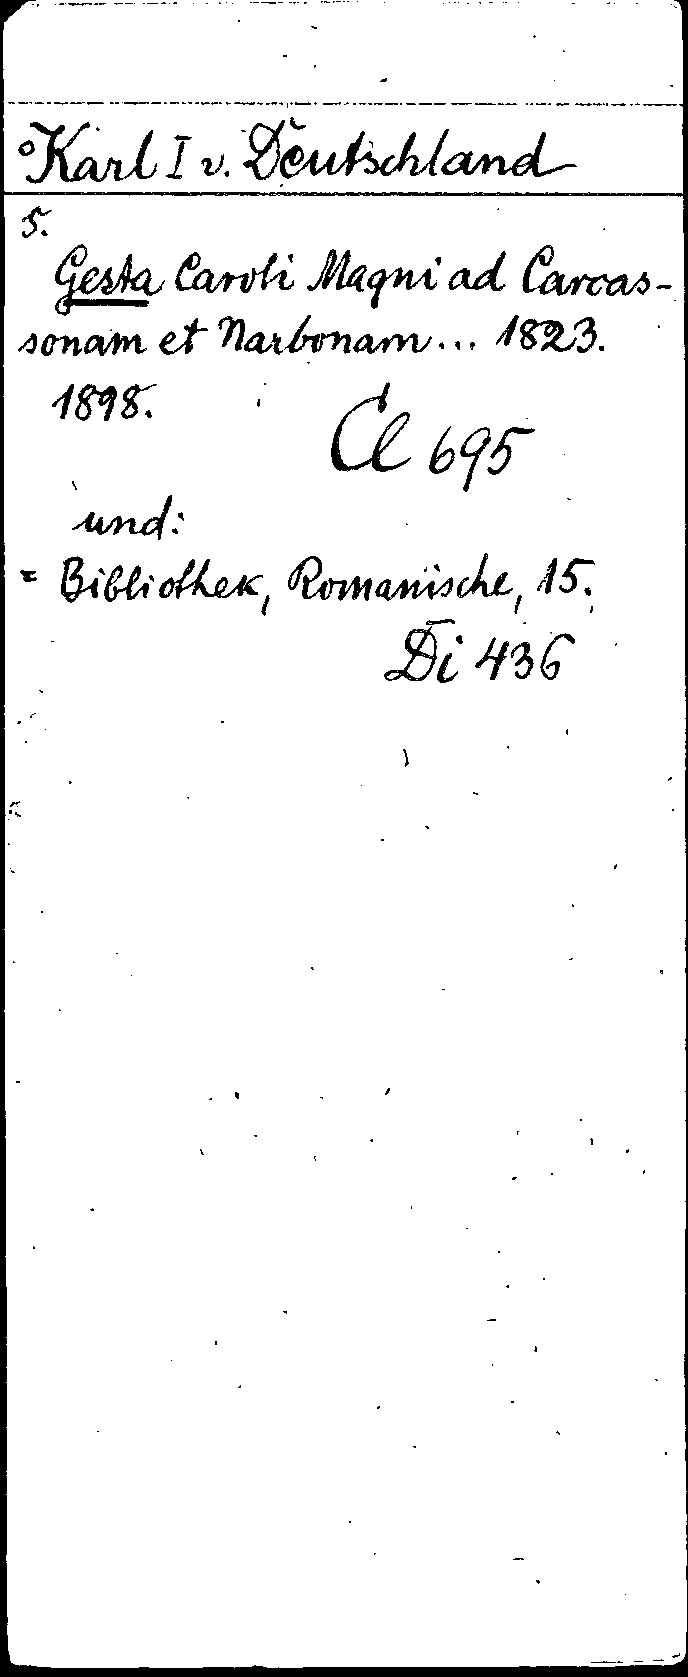 °Karl I v. Deutschland
5.
Gesta Caroli Magni ad Carcas-
sonam et Narbonam... 1823.
1898.
Cl 695
und:
= Bibliothek, Romanische, 15.
Di 436